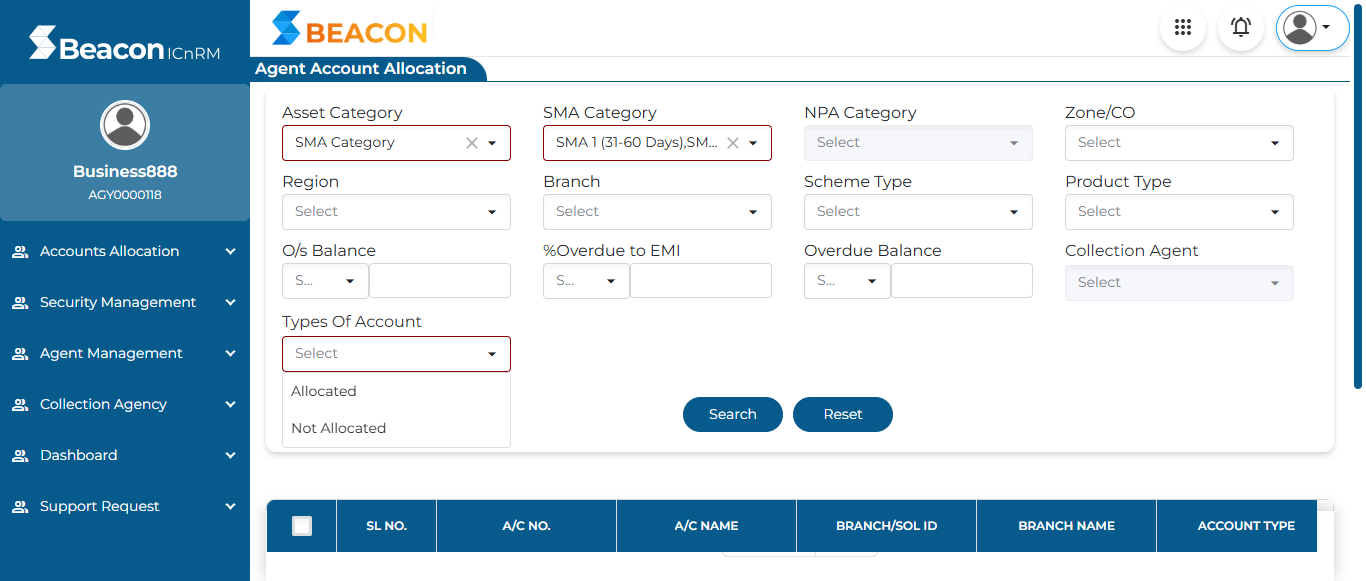 Beacon ICnRM
BEACON
Agent Account Allocation
Business888
AGY0000118
Accounts Allocation
Security Management
Agent Management
Collection Agency
Dashboard
Support Request
Asset Category
SMA Category
NPA Category
Zone/CO
SMA Category
SMA 1 (31-60 Days),SM...
Select
Select
Region
Branch
Scheme Type
Product Type
Select
Select
Select
Select
O/s Balance
%Overdue to EMI
Overdue Balance
Collection Agent
S...
S...
S...
Select
Types Of Account
Select
Allocated
Not Allocated
Search
Reset
SL NO.
A/C NO.
A/C NAME
BRANCH/SOL ID
BRANCH NAME
ACCOUNT TYPE